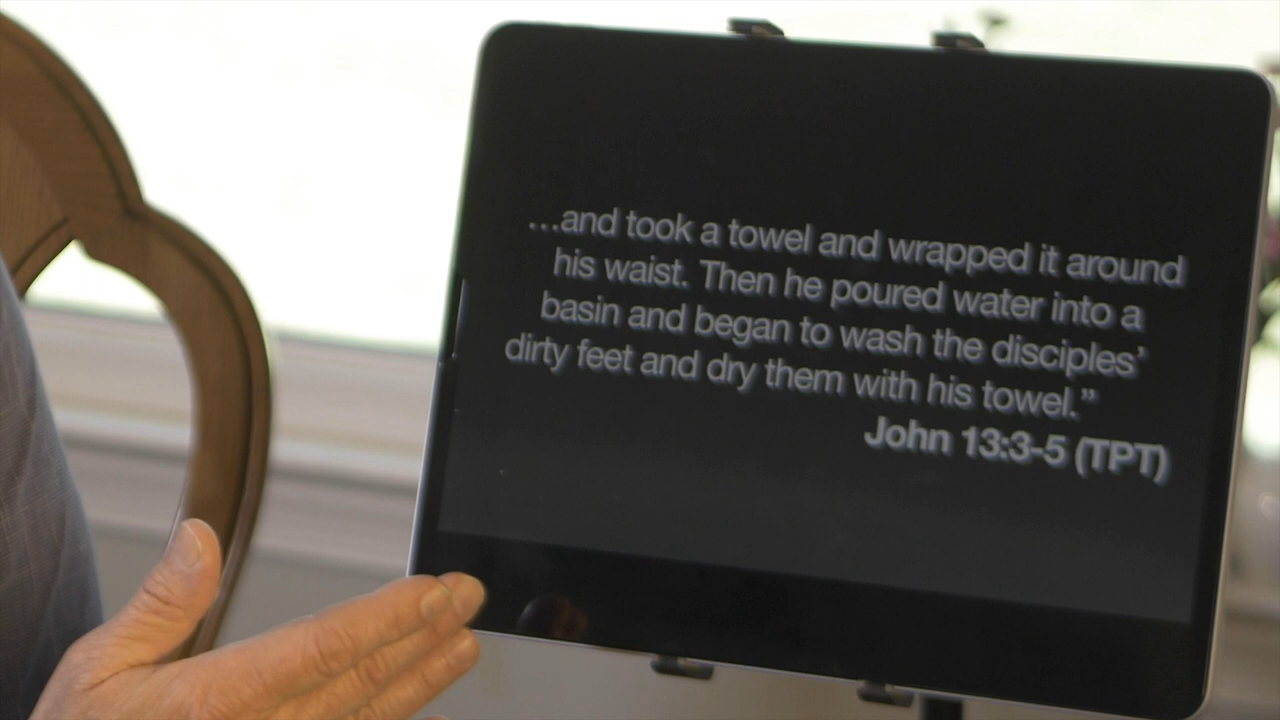 …and took a towel and wrapped it around
his waist. Then he poured water into a
basin and began to wash the disciples’
dirty feet and dry them with his towel.”
John 13:3-5 (TPT)